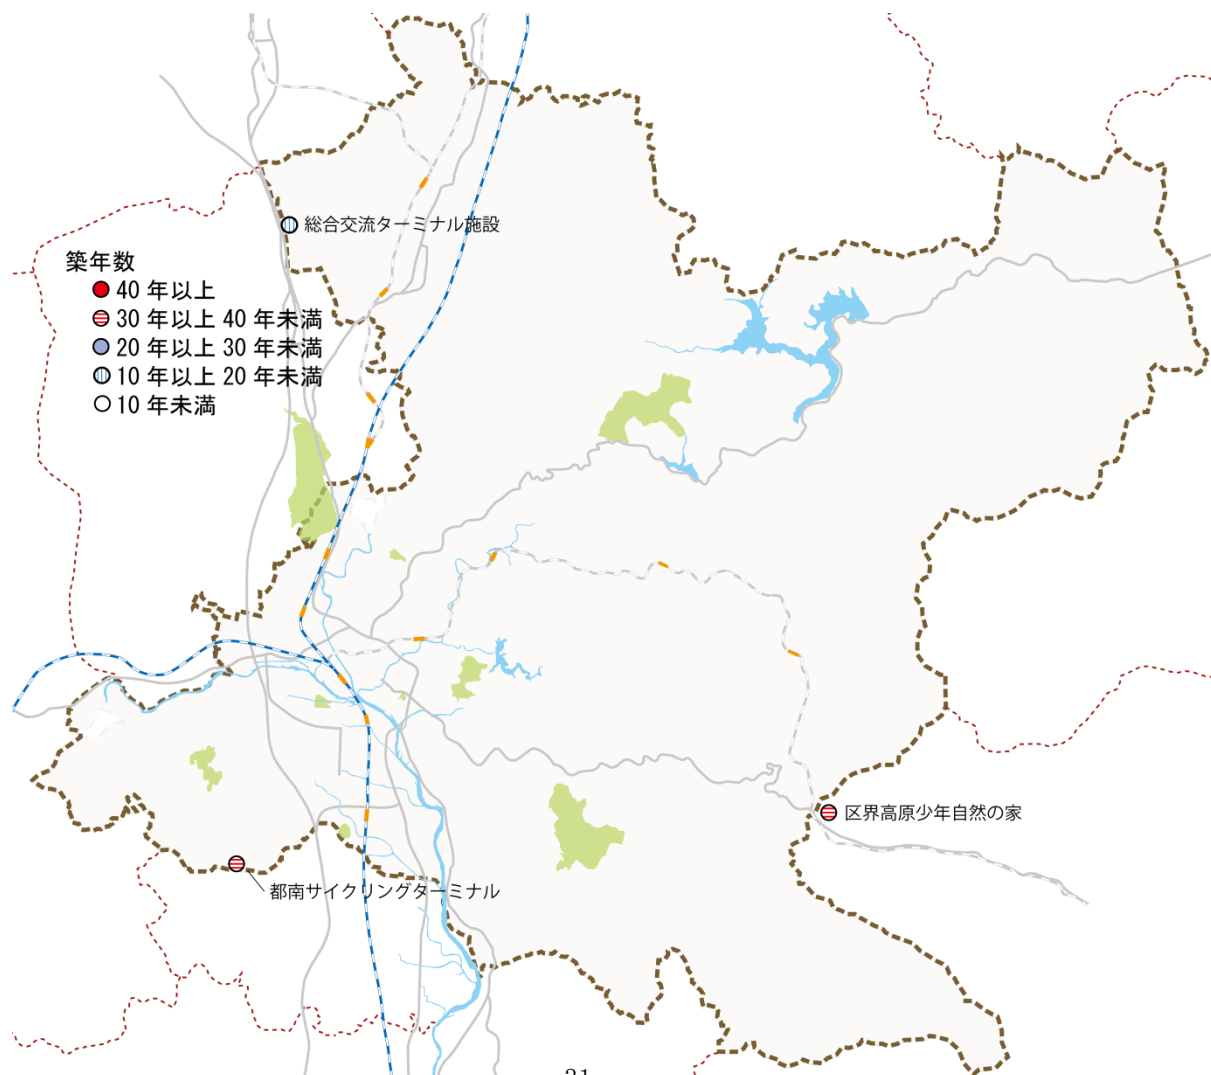 総合交流ターミナル施設
築年数
40 年以上
30 年以上 40 年未満
20 年以上 30 年未満
10 年以上 20 年未満
10 年未満
区界高原少年自然の家
都南サイクリングターミナル